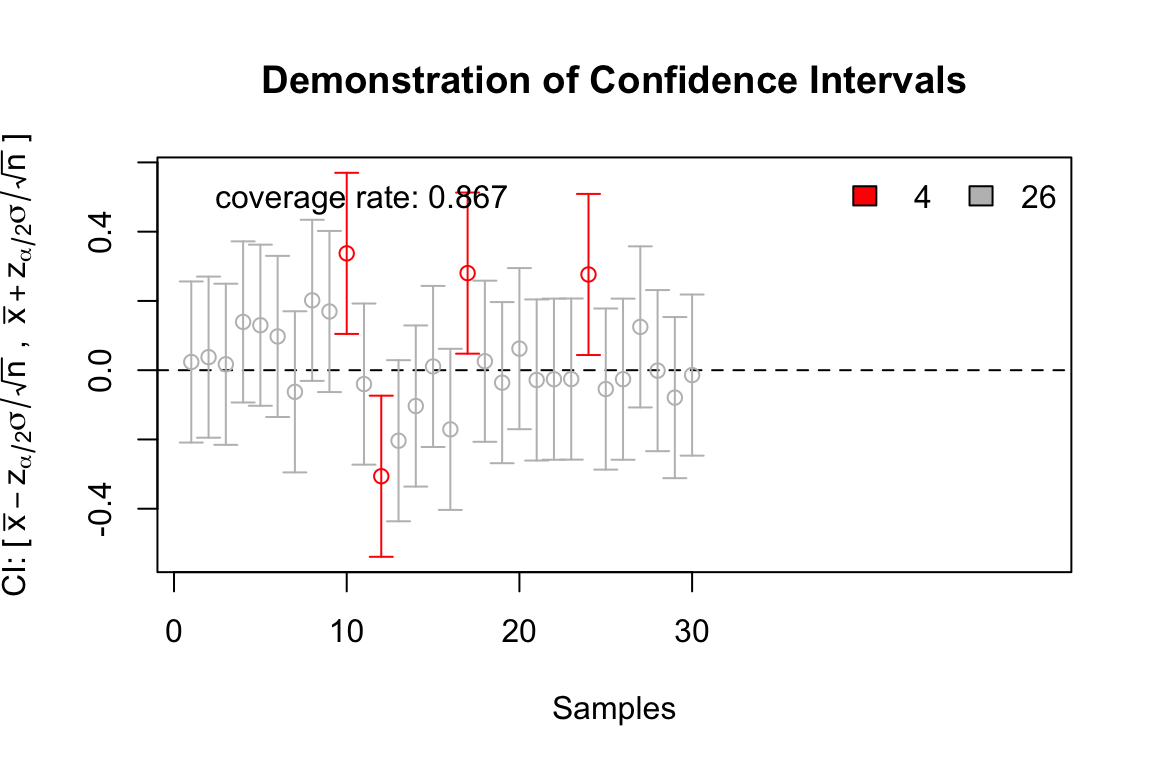 Demonstration of Confidence Intervals
CI: [ x̅ − zα/2σ/√n , x̅ + zα/2σ/√n ]
coverage rate: 0.867
4 26
0.4
0.0
-0.4
0 10 20 30
Samples